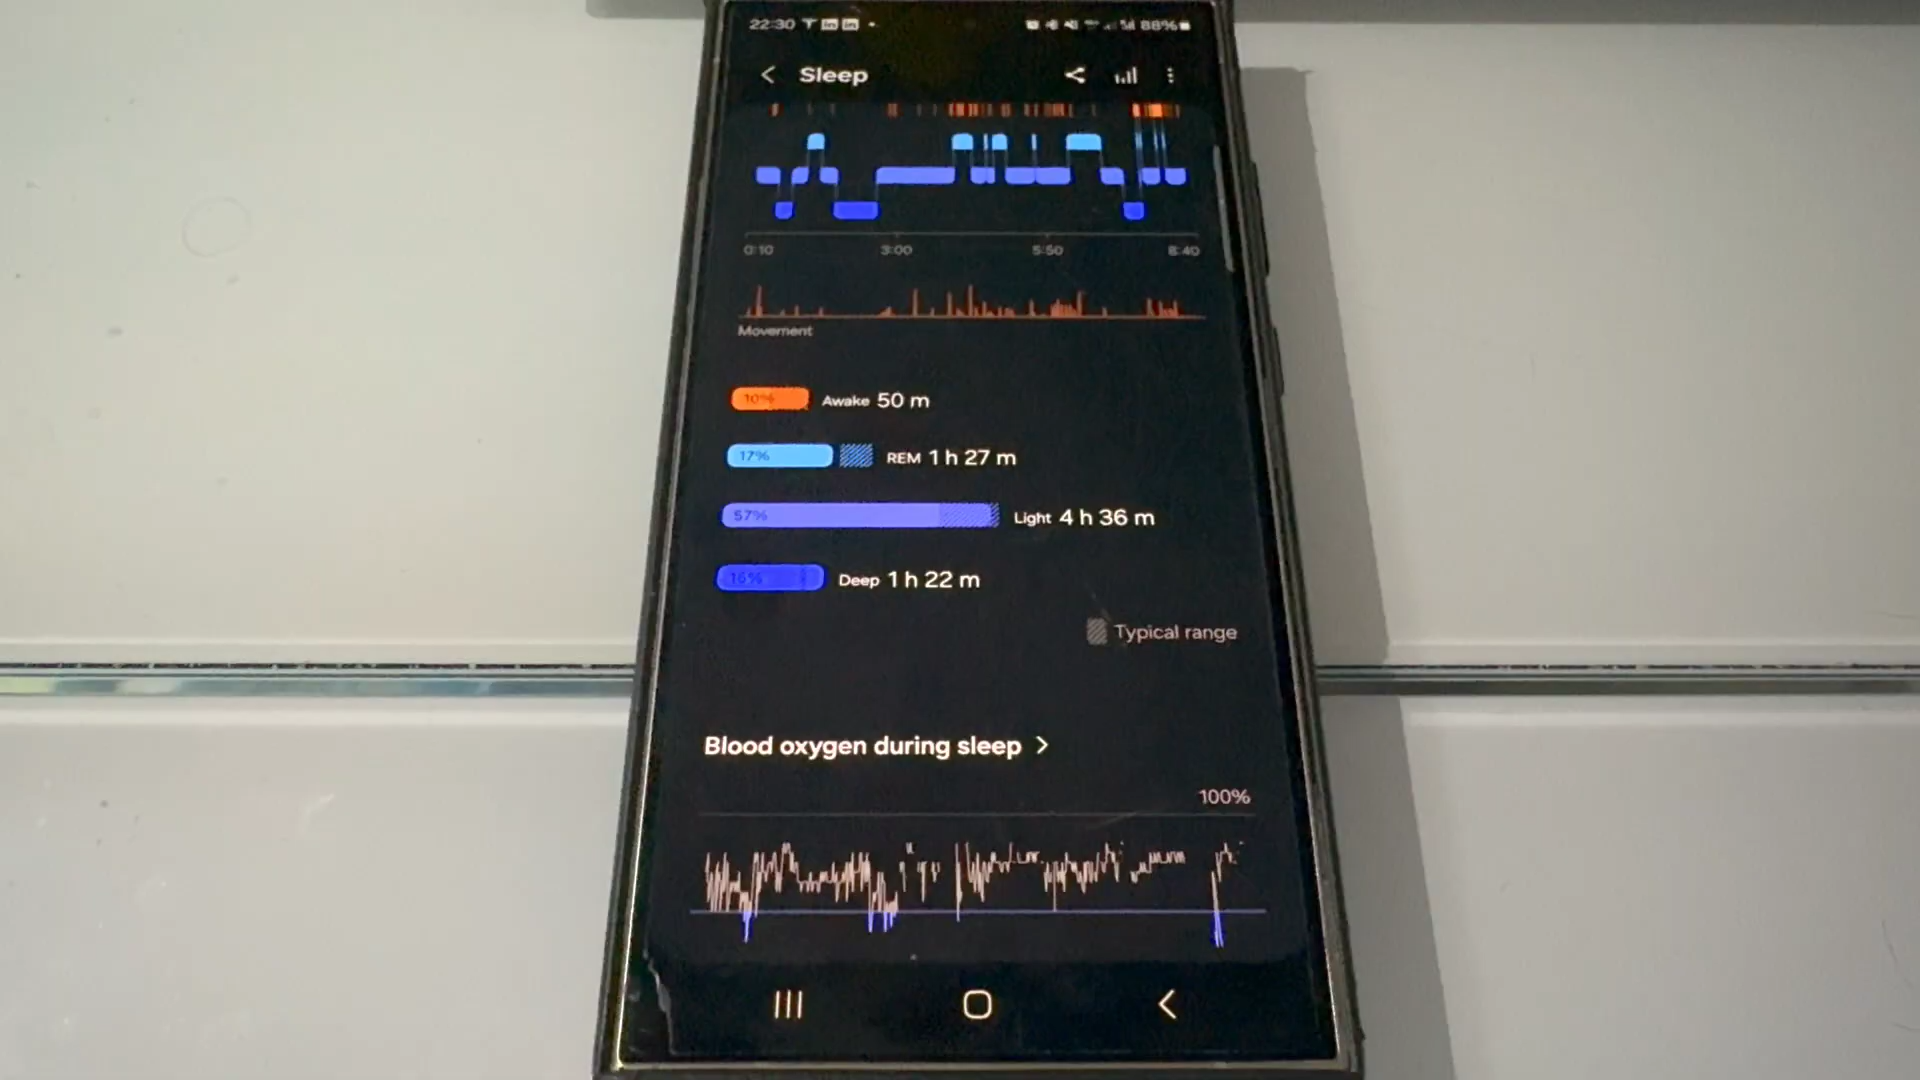 22:30 88%
Sleep
0:10 3:00 5:50 8:40
Movement
10% Awake 50 m
17% REM 1 h 27 m
57% Light 4 h 36 m
16% Deep 1 h 22 m
Typical range
Blood oxygen during sleep
100%